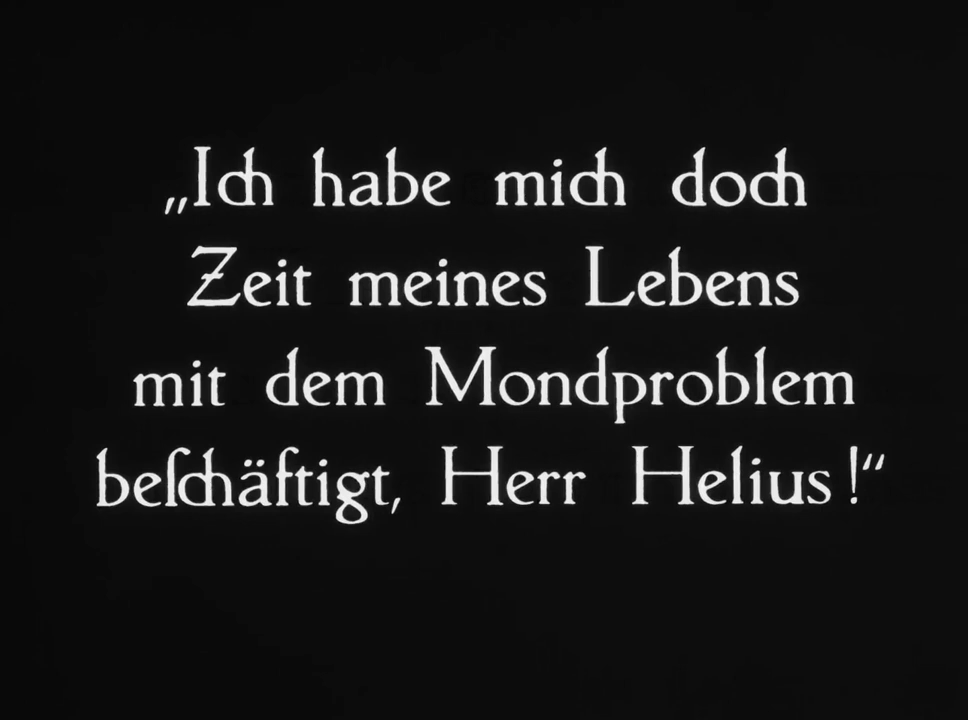 „Ich habe mich doch
Zeit meines Lebens
mit dem Mondproblem
beſchäftigt, Herr Helius!“